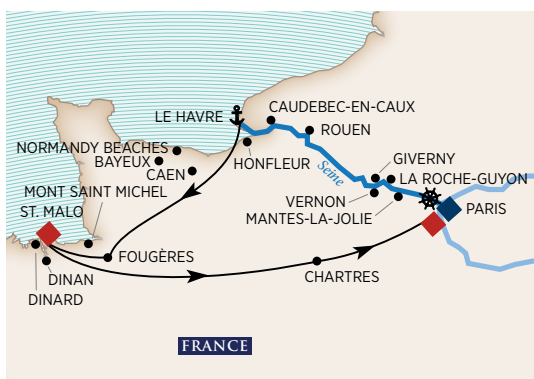 CAUDEBEC-EN-CAUX
LE HAVRE
ROUEN
NORMANDY BEACHES
BAYEUX
HONFLEUR
GIVERNY
CAEN
Seine
LA ROCHE-GUYON
MONT SAINT MICHEL
VERNON
PARIS
ST. MALO
MANTES-LA-JOLIE
FOUGÈRES
DINAN
CHARTRES
DINARD
FRANCE